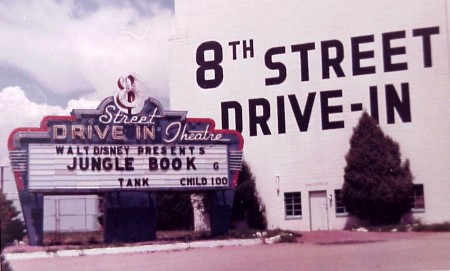 8TH STREET
DRIVE-IN
8
Street
DRIVE IN Theatre
WALT DISNEY PRESENTS
JUNGLE BOOK G
TANK CHILD 100